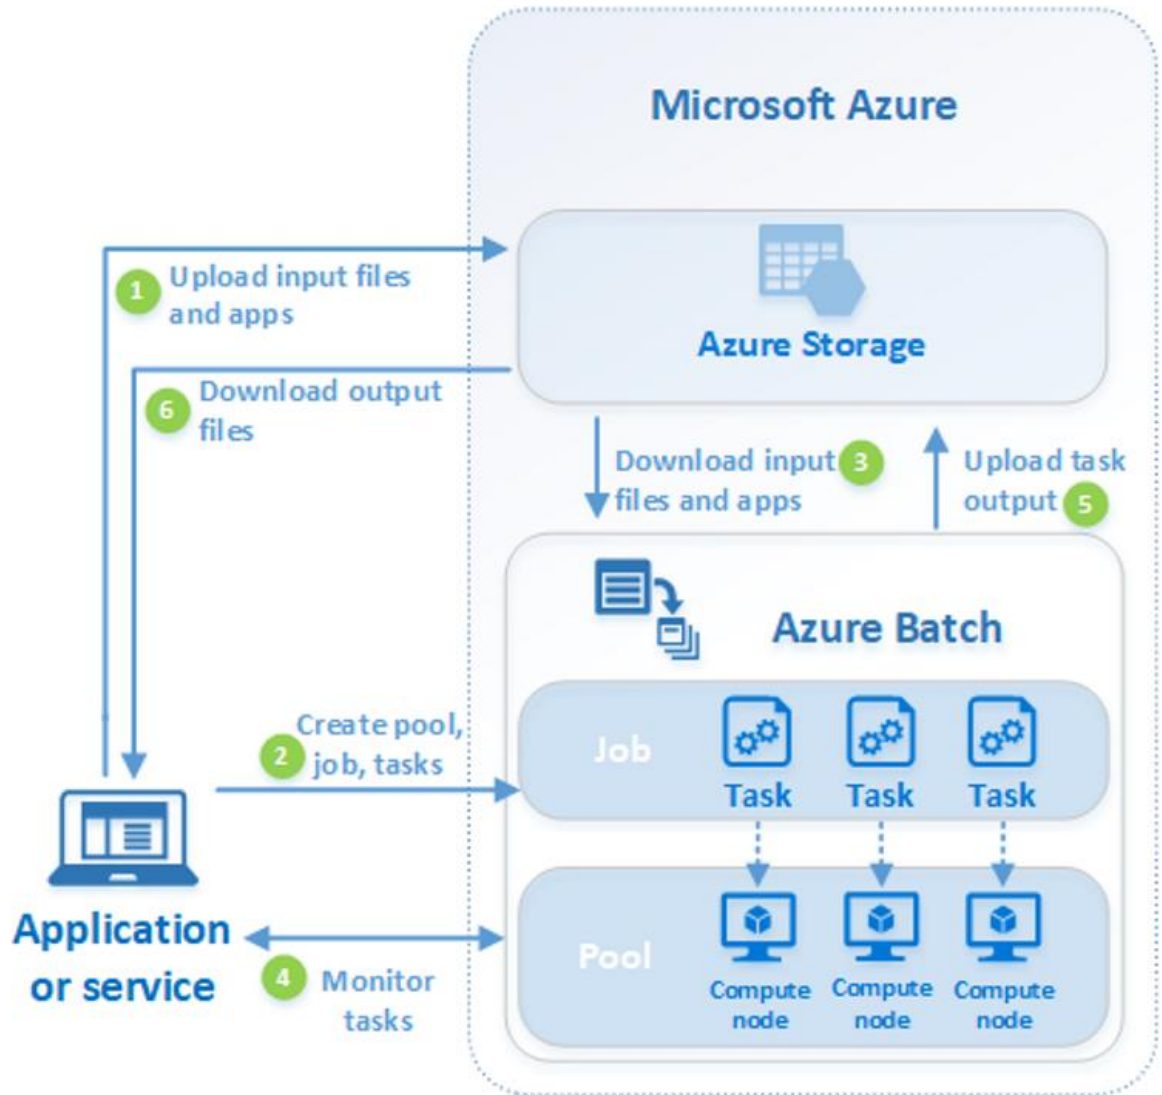 Microsoft Azure
1
Upload input files
and apps
Azure Storage
6
Download output
files
Download input
3
files and apps
Upload task
output
5
Azure Batch
2
Create pool,
job, tasks
Job
Task
Task
Task
Application
or service
4
Monitor
tasks
Pool
Compute
node
Compute
node
Compute
node